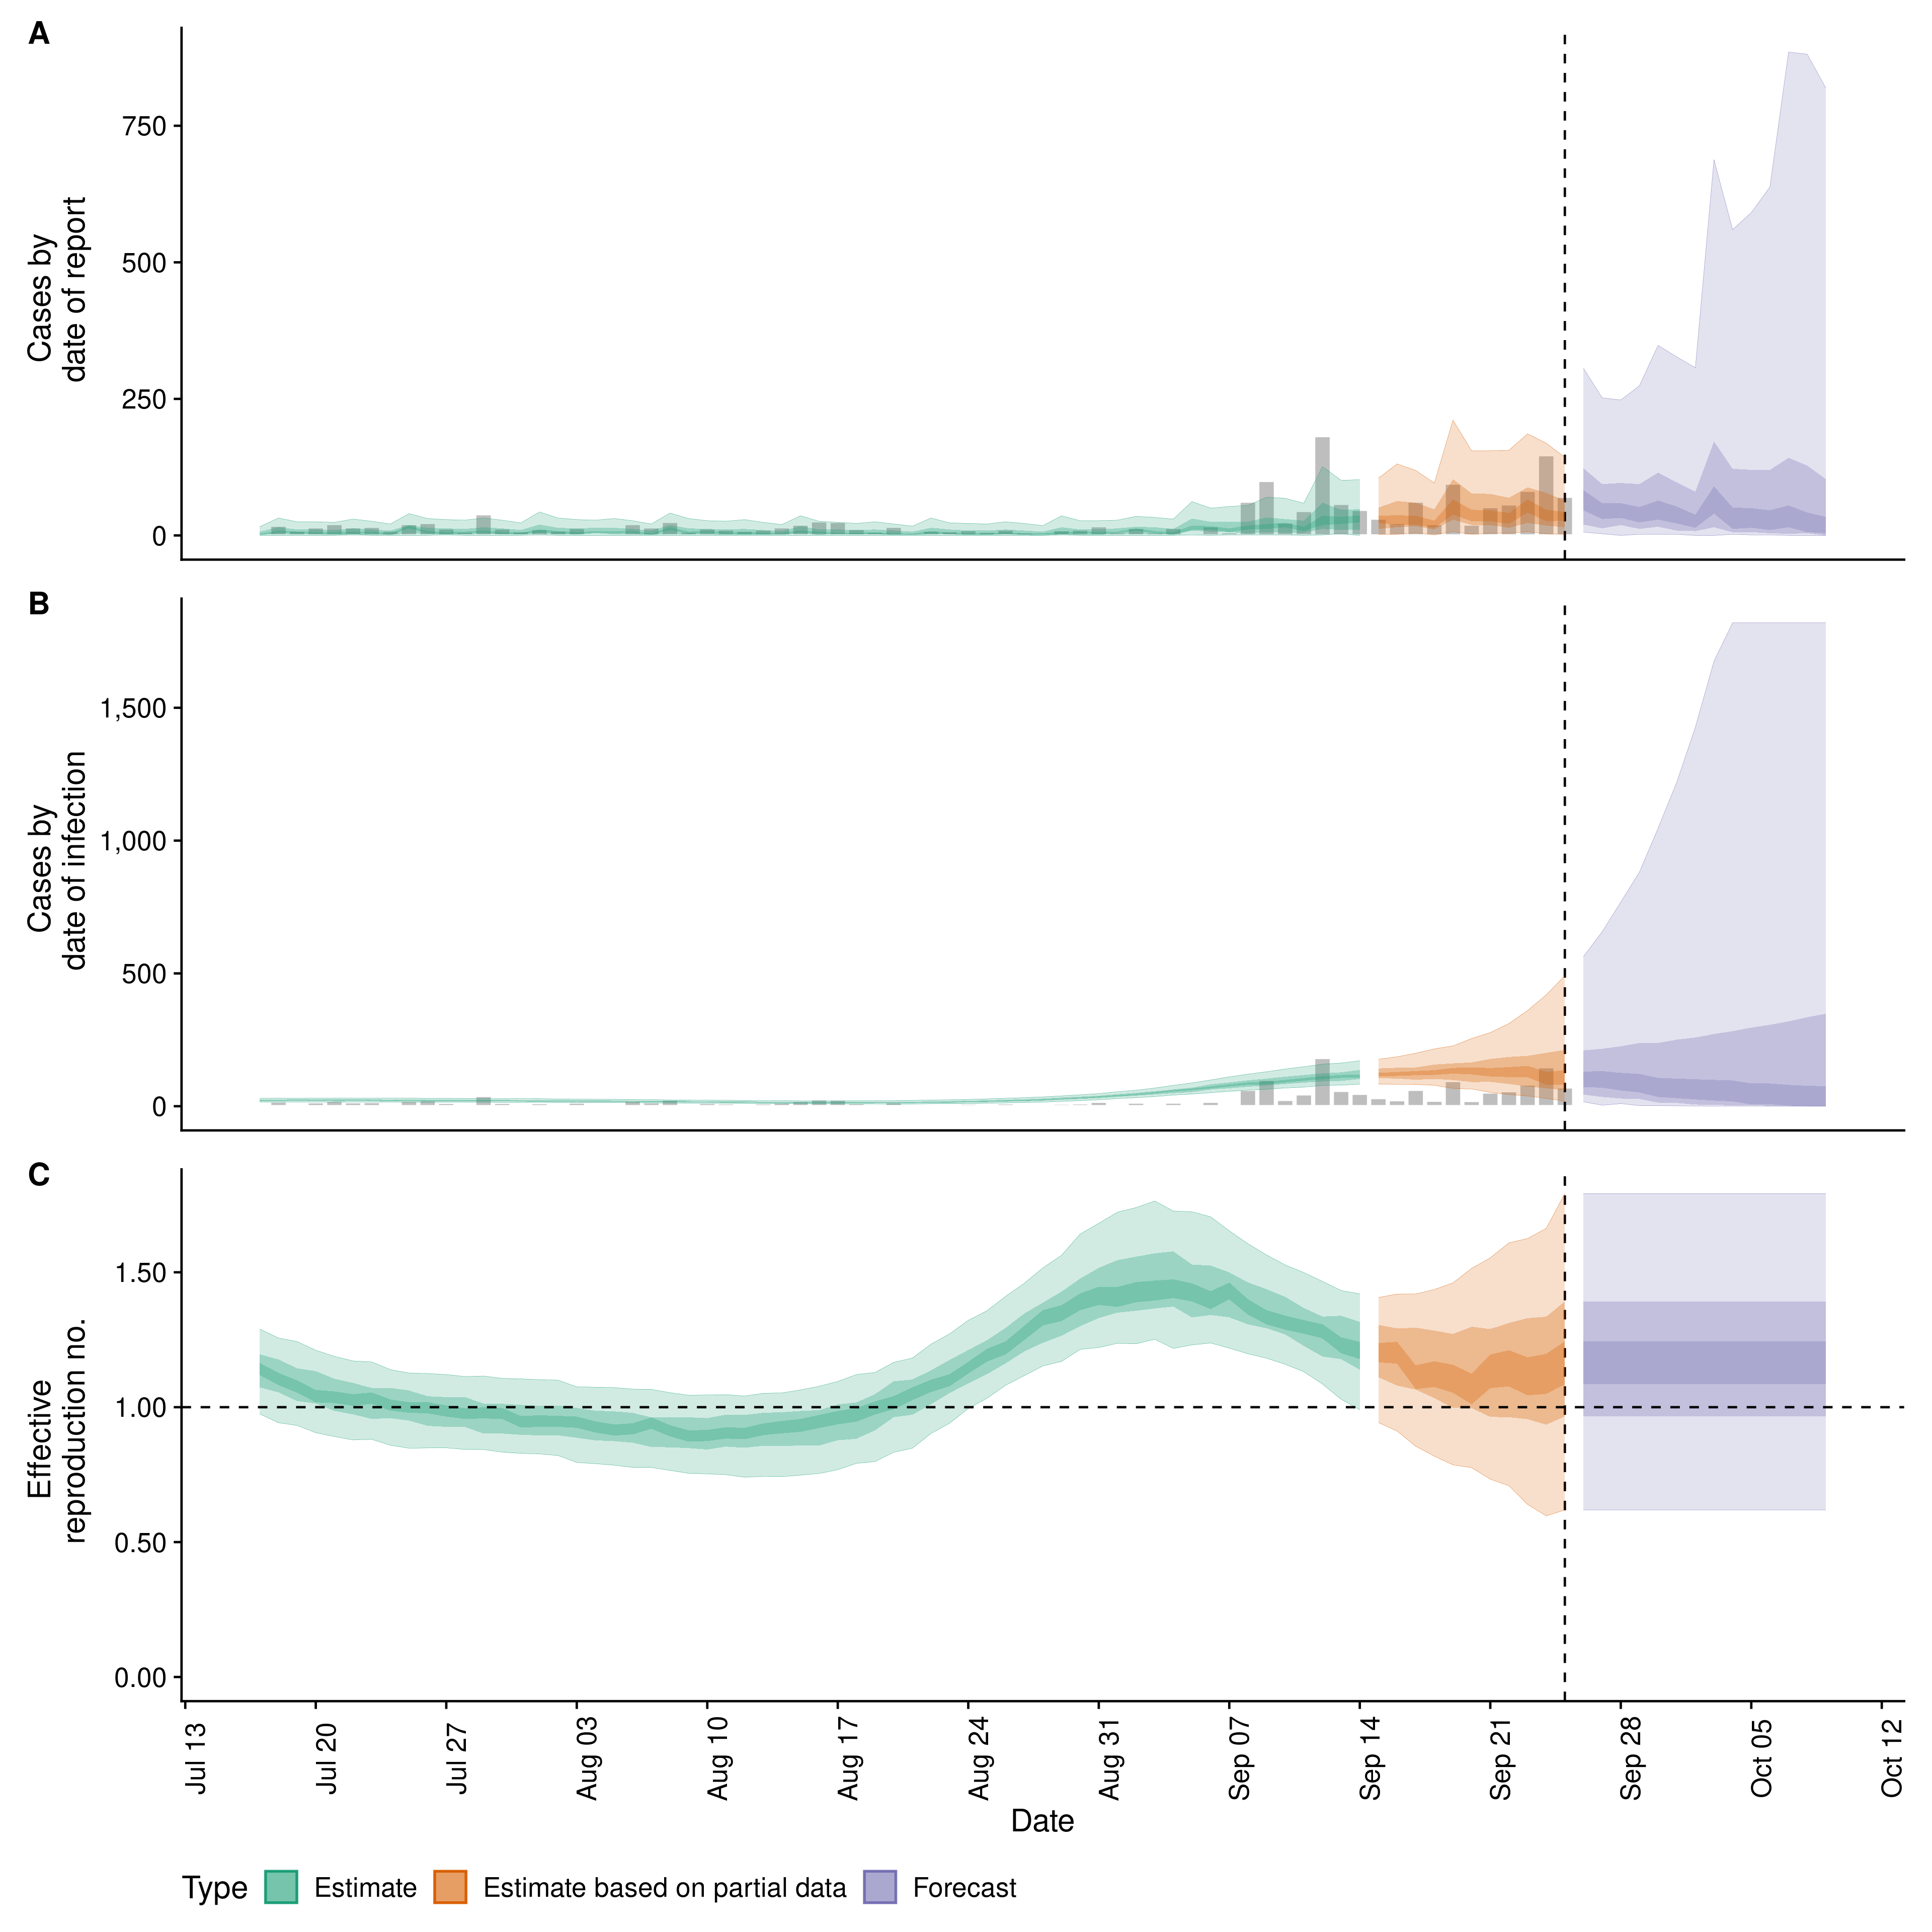 A
Cases by
date of report
750
500
250
0
B
Cases by
date of infection
1,500
1,000
500
0
C
Effective
reproduction no.
1.50
1.00
0.50
0.00
Jul 13
Jul 20
Jul 27
Aug 03
Aug 10
Aug 17
Aug 24
Aug 31
Sep 07
Sep 14
Sep 21
Sep 28
Oct 05
Oct 12
Date
Type Estimate Estimate based on partial data Forecast